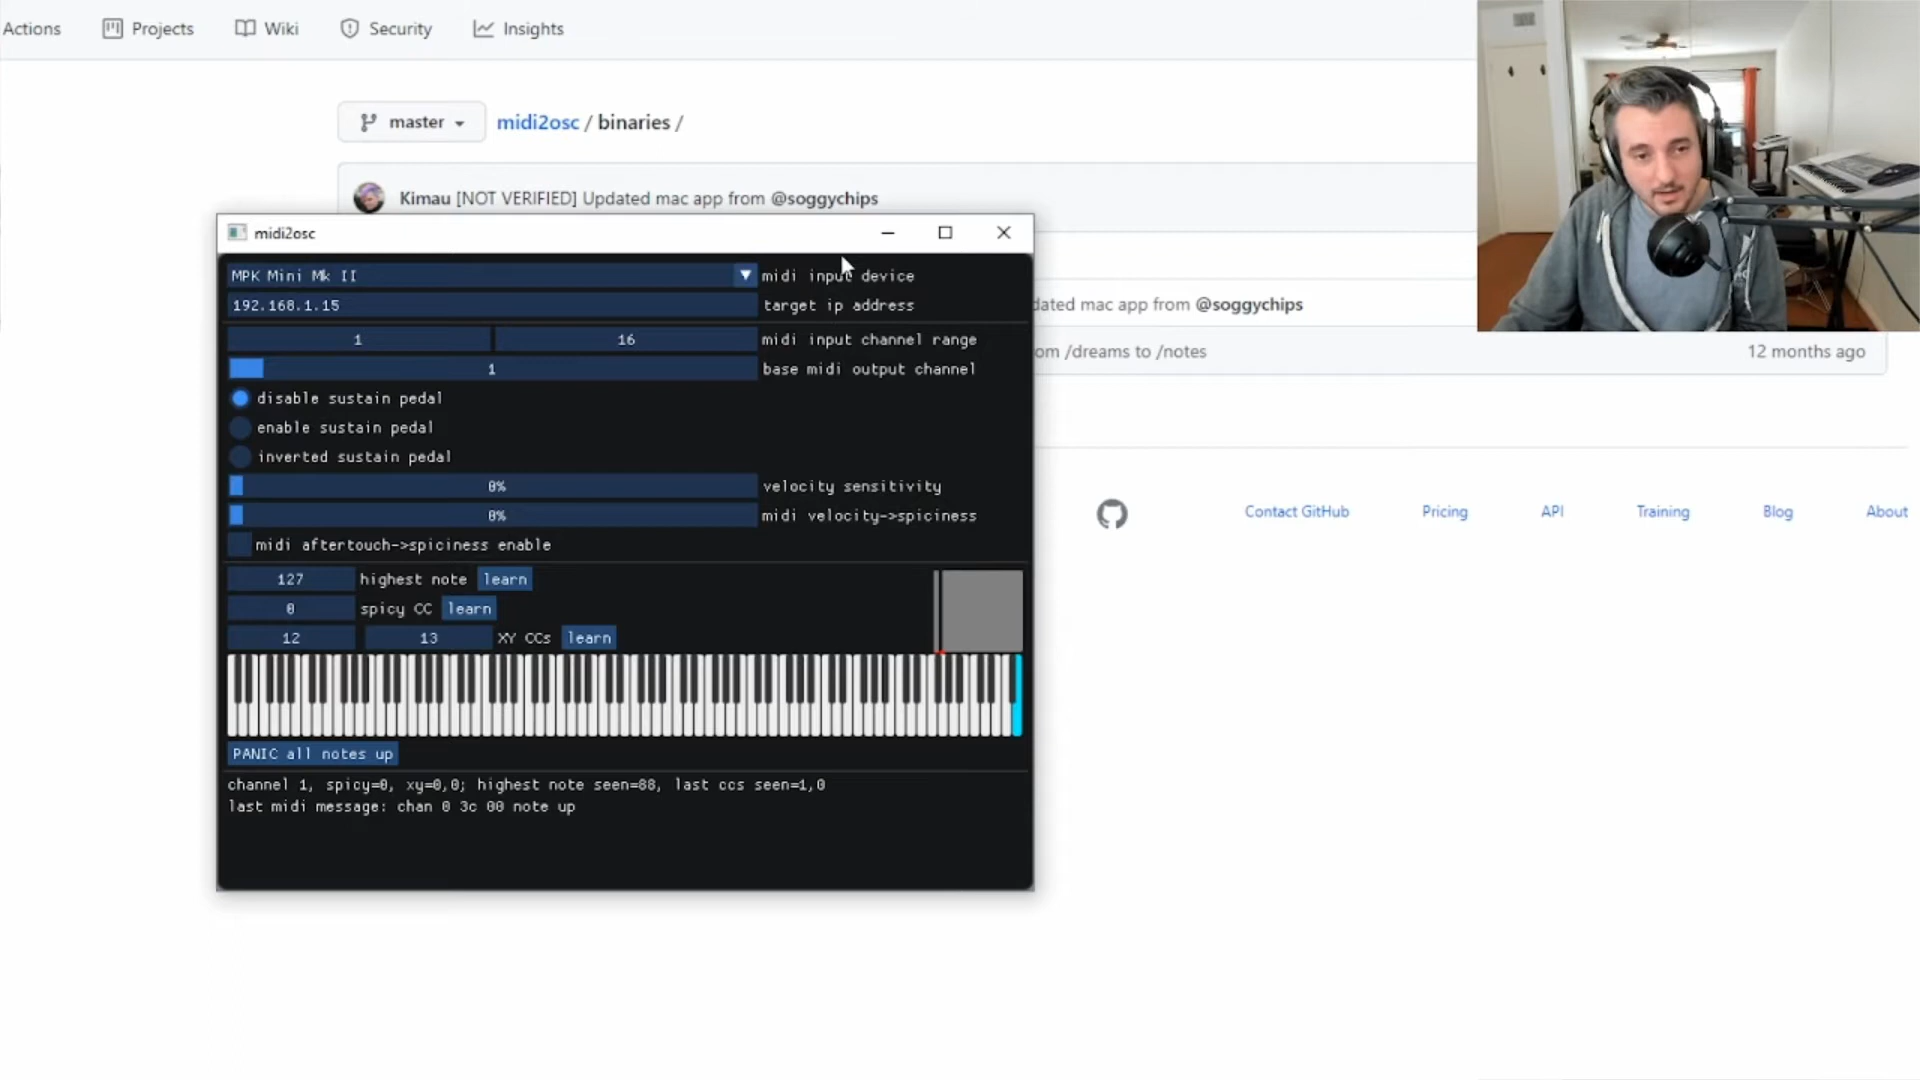 Actions Projects Wiki Security Insights
master midi2osc / binaries /
Kimau [NOT VERIFIED] Updated mac app from @soggychips
midi2osc
MPK Mini Mk II midi input device
192.168.1.15 target ip address
dated mac app from @soggychips
1 16 midi input channel range
om /dreams to /notes 12 months ago
1 base midi output channel
disable sustain pedal
enable sustain pedal
inverted sustain pedal
0% velocity sensitivity
0% midi velocity->spiciness
Contact GitHub Pricing API Training Blog About
midi aftertouch->spiciness enable
127 highest note learn
0 spicy CC learn
12 13 XY CCs learn
PANIC all notes up
channel 1, spicy=0, xy=0,0; highest note seen=88, last ccs seen=1,0
last midi message: chan 0 3c 00 note up